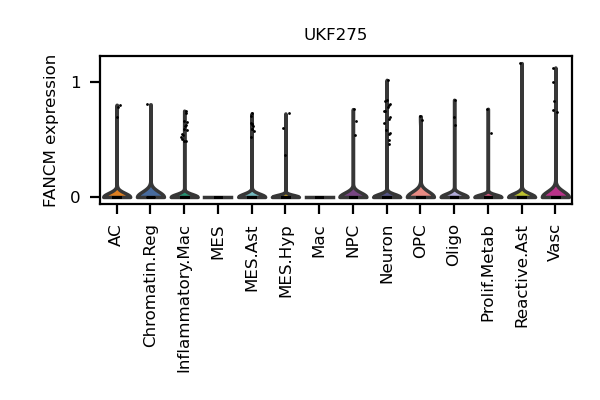 UKF275
FANCM expression
1
0
AC
Chromatin.Reg
Inflammatory.Mac
MES
MES.Ast
MES.Hyp
Mac
NPC
Neuron
OPC
Oligo
Prolif.Metab
Reactive.Ast
Vasc